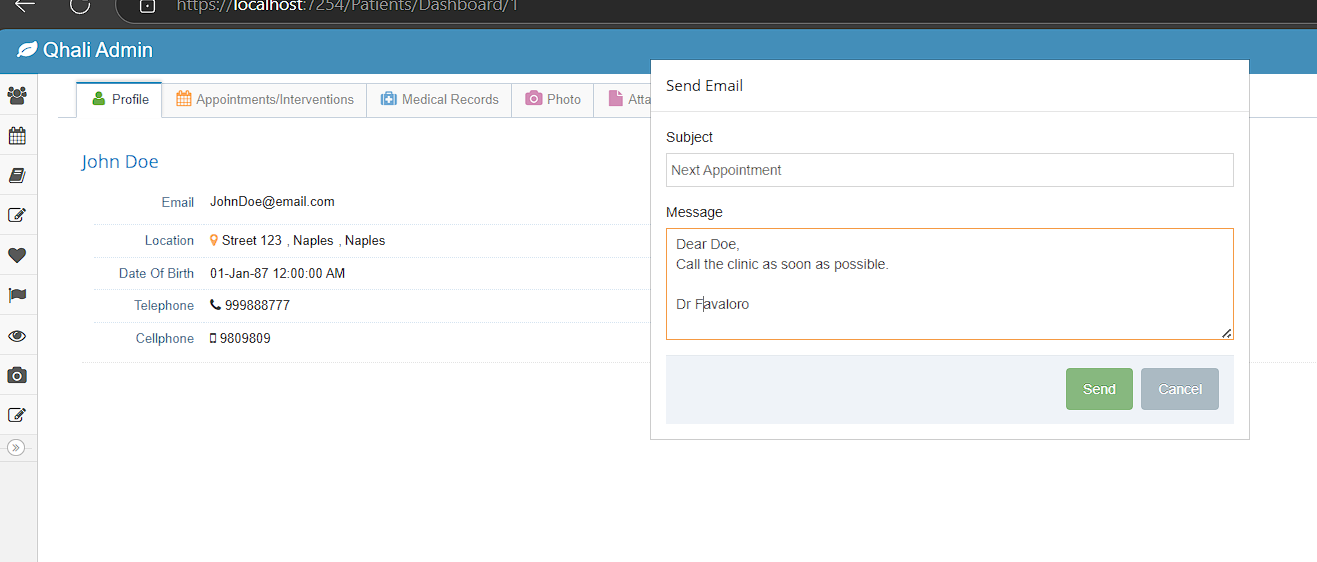 https://localhost:7254/Patients/Dashboard/1
Qhali Admin
Profile
Appointments/Interventions
Medical Records
Photo
Atta
John Doe
Email JohnDoe@email.com
Location Street 123 , Naples , Naples
Date Of Birth 01-Jan-87 12:00:00 AM
Telephone 999888777
Cellphone 9809809
Send Email
Subject
Next Appointment
Message
Dear Doe,
Call the clinic as soon as possible.
Dr Favaloro
Send
Cancel